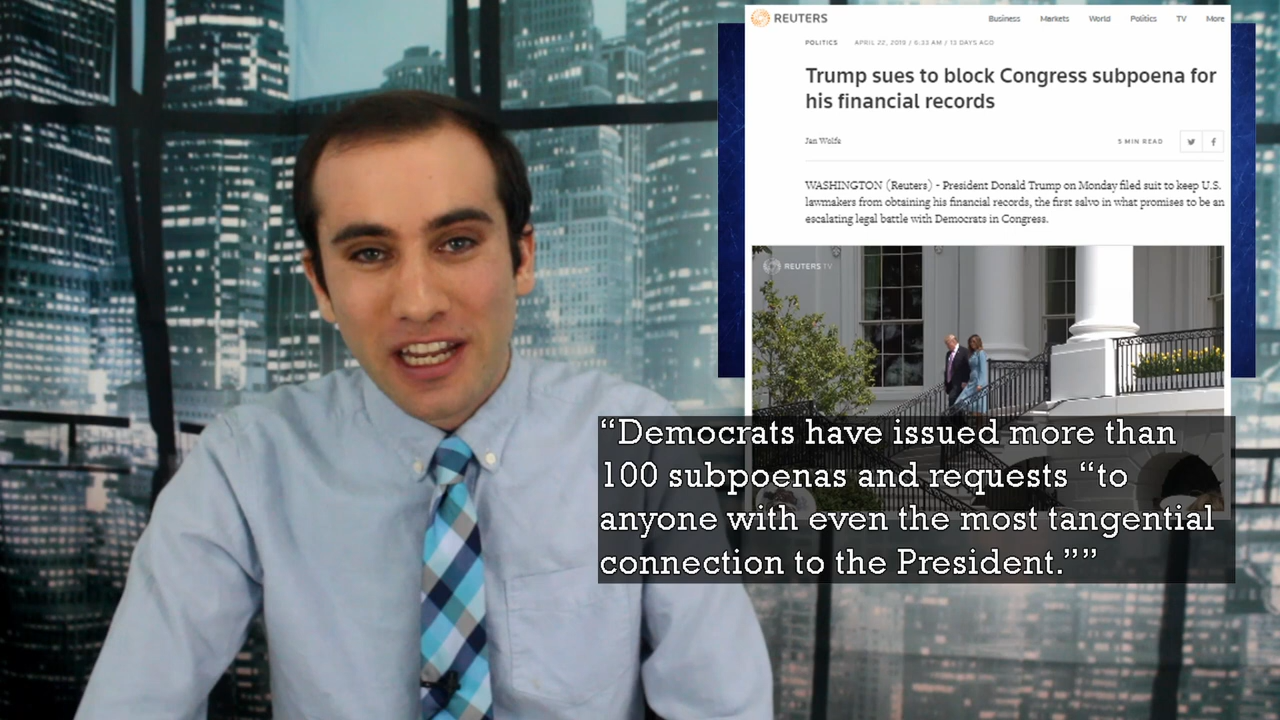 REUTERS
Business Markets World Politics TV More
POLITICS APRIL 22, 2019 / 6:33 AM / 13 DAYS AGO
Trump sues to block Congress subpoena for
his financial records
Jan Wolfe
5 MIN READ
WASHINGTON (Reuters) - President Donald Trump on Monday filed suit to keep U.S.
lawmakers from obtaining his financial records, the first salvo in what promises to be an
escalating legal battle with Democrats in Congress.
REUTERS TV
“Democrats have issued more than
100 subpoenas and requests “to
anyone with even the most tangential
connection to the President.””